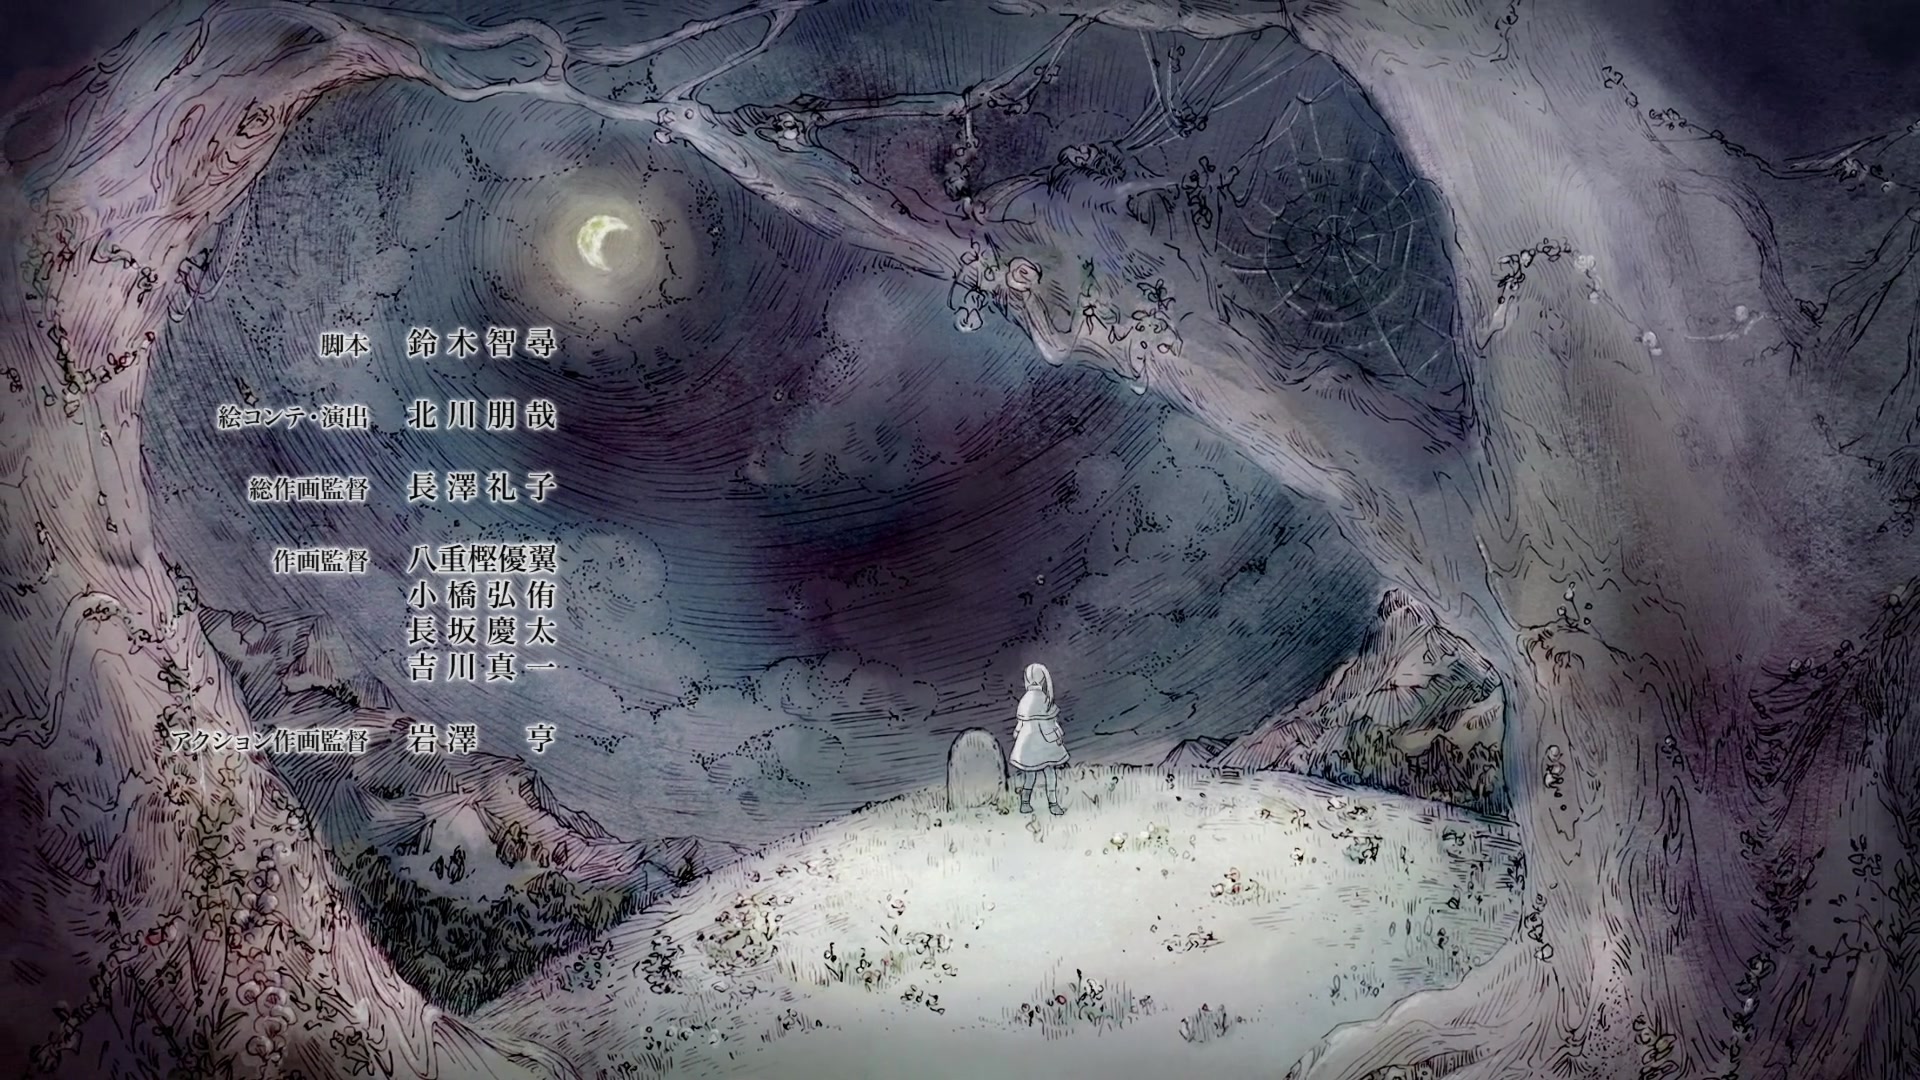 脚本 鈴木智尋
絵コンテ・演出 北川朋哉
総作画監督 長澤礼子
作画監督 八重樫優翼
小橋弘侑
長坂慶太
吉川真一
アクション作画監督 岩澤 亨